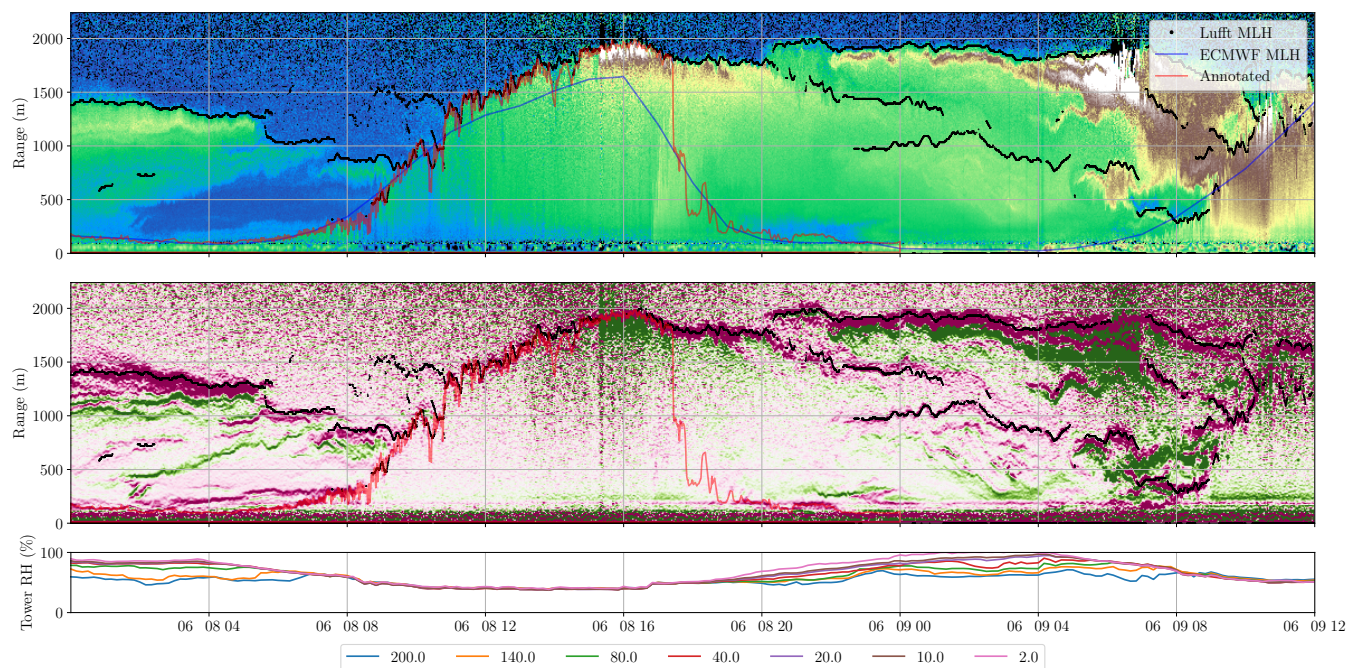 2000
1500
1000
500
0
Range (m)
Lufft MLH
ECMWF MLH
Annotated
2000
1500
1000
500
0
Range (m)
100
0
Tower RH (%)
06 08 04
06 08 08
06 08 12
06 08 16
06 08 20
06 09 00
06 09 04
06 09 08
06 09 12
200.0
140.0
80.0
40.0
20.0
10.0
2.0